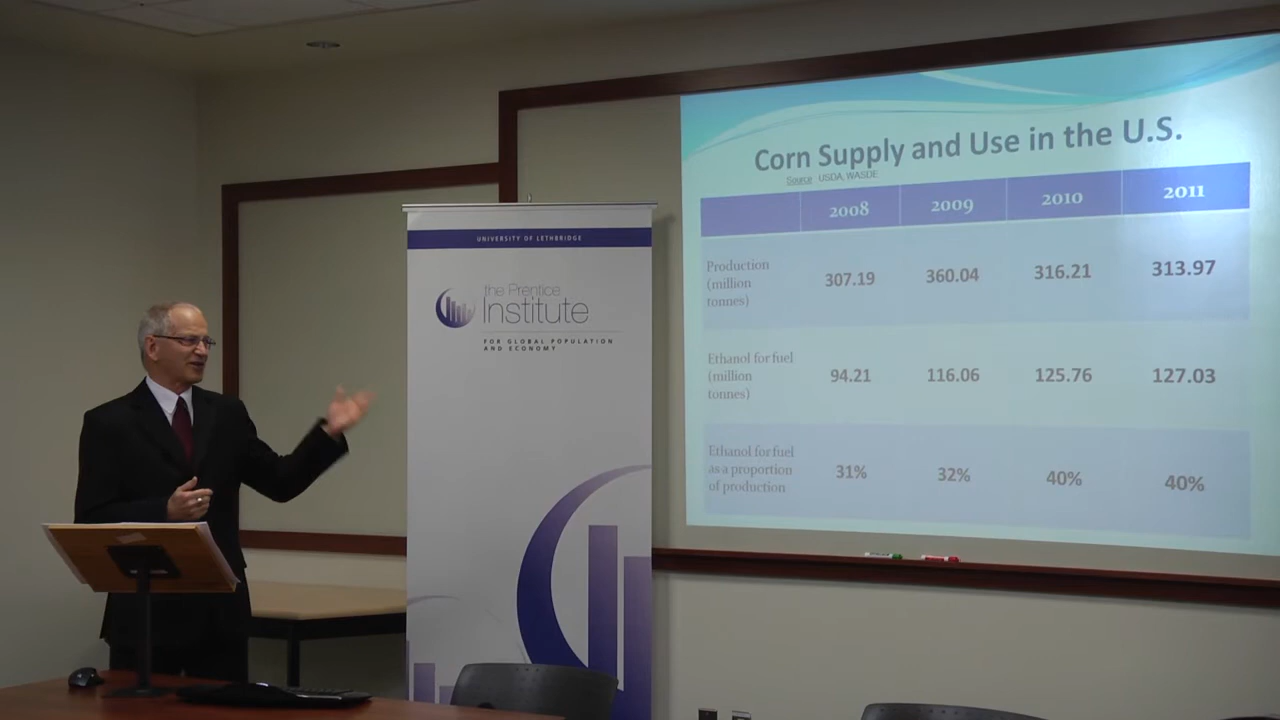 UNIVERSITY OF LETHBRIDGE
the Prentice
Institute
FOR GLOBAL POPULATION
AND ECONOMY
Corn Supply and Use in the U.S.
Source USDA, WASDE
2008 2009 2010 2011
Production
(million
tonnes)
307.19 360.04 316.21 313.97
Ethanol for fuel
(million
tonnes)
94.21 116.06 125.76 127.03
Ethanol for fuel
as a proportion
of production
31% 32% 40% 40%